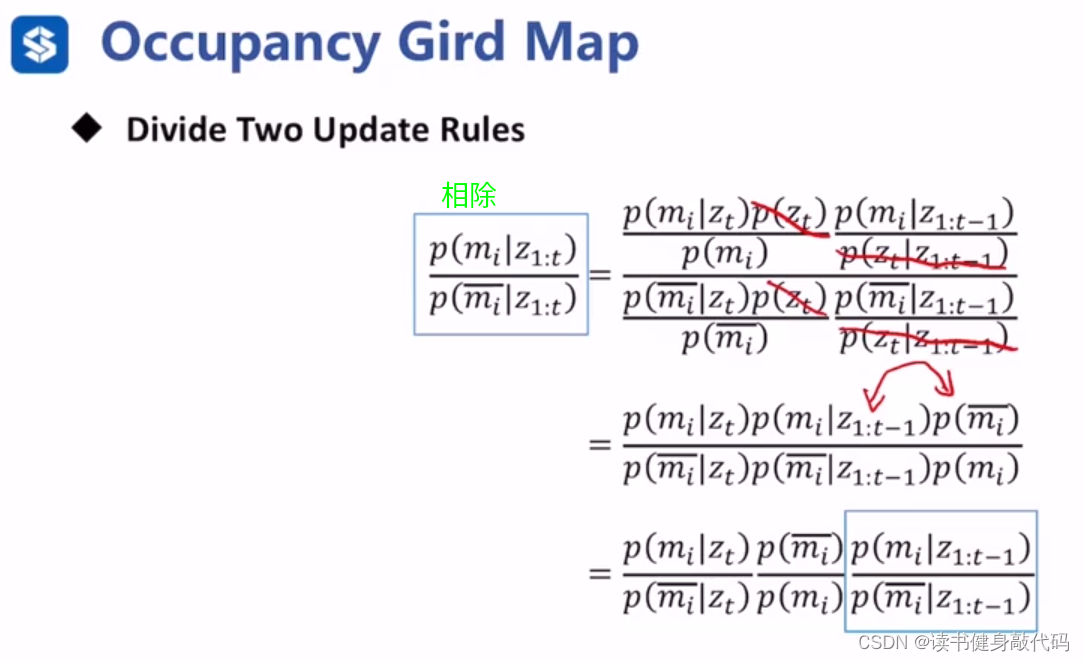 Occupancy Gird Map
◆ Divide Two Update Rules
相除
\frac{p(m_i|z_{1:t})}{p(\overline{m_i}|z_{1:t})} = \frac{\frac{p(m_i|z_t)p(z_t)}{p(m_i)} \frac{p(m_i|z_{1:t-1})}{p(z_t|z_{1:t-1})}}{\frac{p(\overline{m_i}|z_t)p(z_t)}{p(\overline{m_i})} \frac{p(\overline{m_i}|z_{1:t-1})}{p(z_t|z_{1:t-1})}}
= \frac{p(m_i|z_t)p(m_i|z_{1:t-1})p(\overline{m_i})}{p(\overline{m_i}|z_t)p(\overline{m_i}|z_{1:t-1})p(m_i)}
= \frac{p(m_i|z_t)}{p(\overline{m_i}|z_t)} \frac{p(\overline{m_i})}{p(m_i)} \frac{p(m_i|z_{1:t-1})}{p(\overline{m_i}|z_{1:t-1})}
CSDN @读书健身敲代码